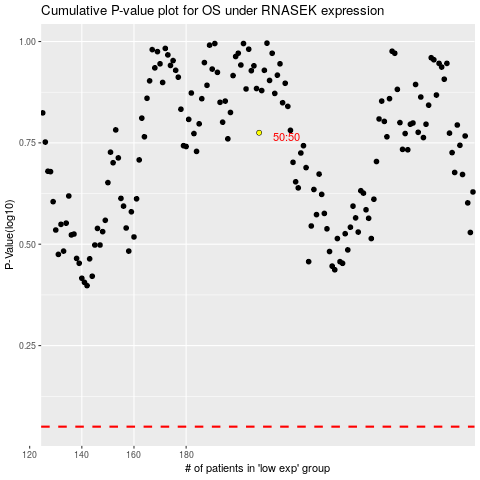 Cumulative P-value plot for OS under RNASEK expression
P-Value(log10)
1.00
0.75
0.50
0.25
50:50
120 140 160 180
# of patients in 'low exp' group